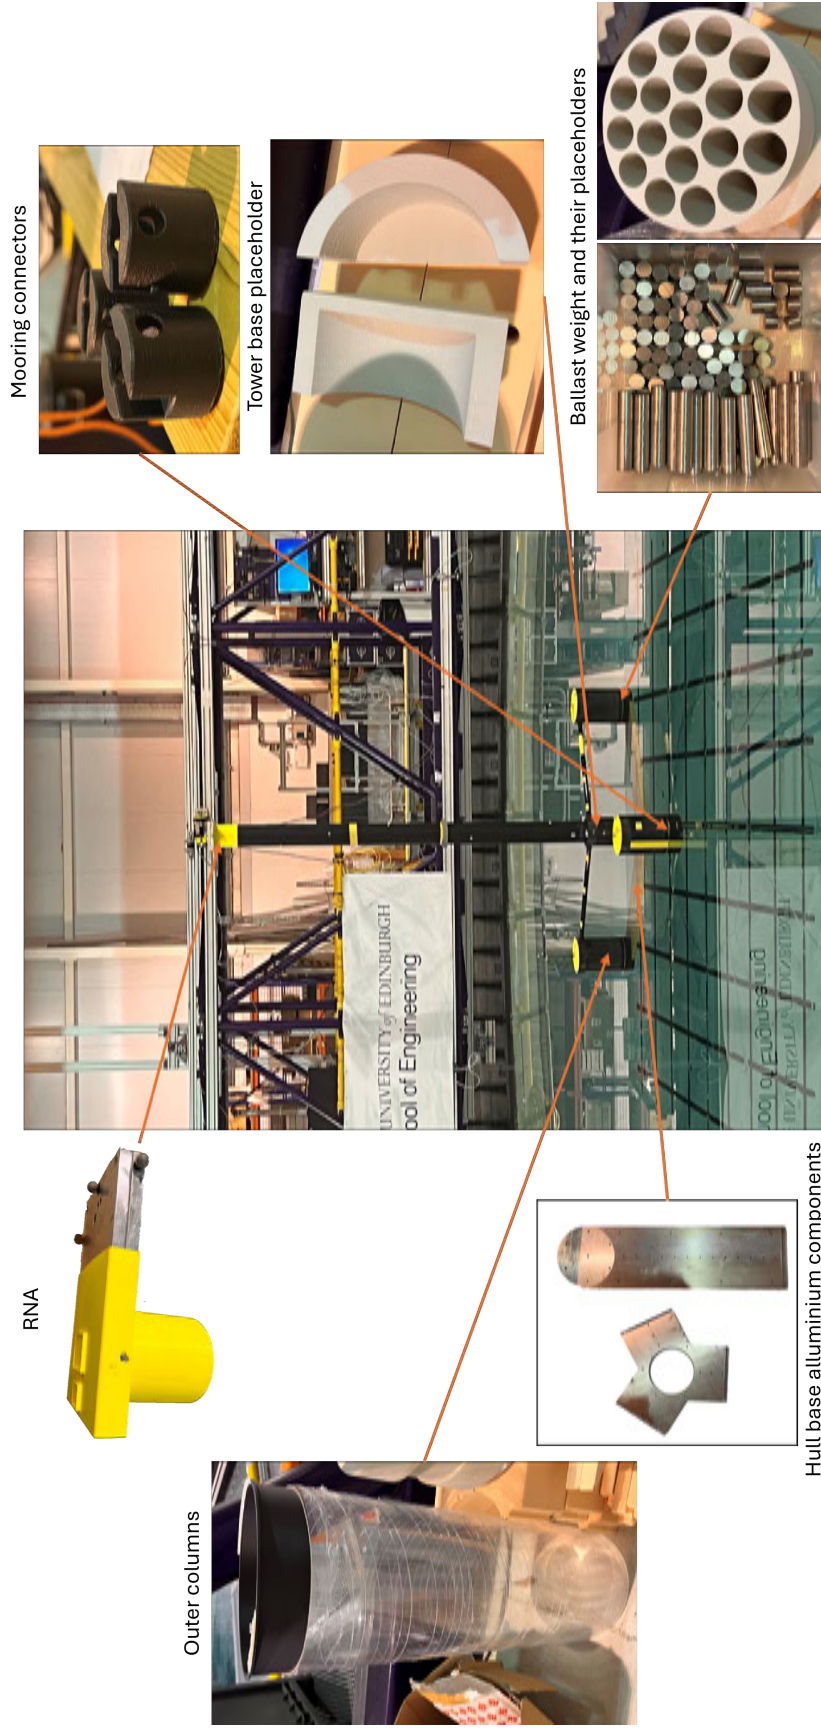 Outer columns
RNA
Hull base alluminium components
UNIVERSITY of EDINBURGH
ool of Engineering
Mooring connectors
Tower base placeholder
Ballast weight and their placeholders